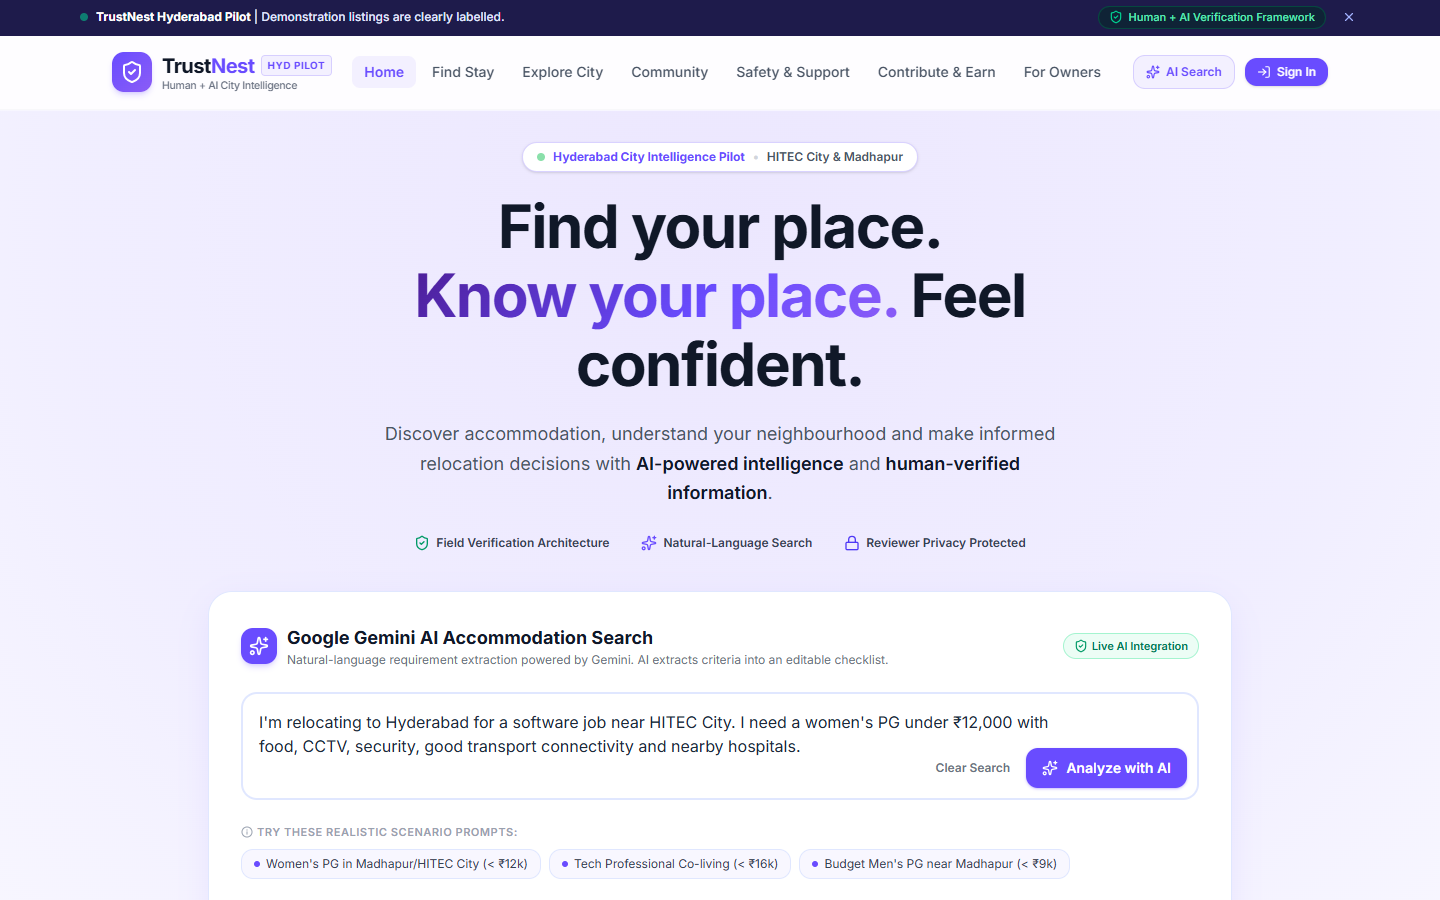 TrustNest Hyderabad Pilot | Demonstration listings are clearly labelled.
Human + AI Verification Framework
TrustNest HYD PILOT
Human + AI City Intelligence
Home
Find Stay
Explore City
Community
Safety & Support
Contribute & Earn
For Owners
AI Search
Sign In
Hyderabad City Intelligence Pilot • HITEC City & Madhapur
Find your place.
Know your place. Feel
confident.
Discover accommodation, understand your neighbourhood and make informed
relocation decisions with AI-powered intelligence and human-verified
information.
Field Verification Architecture
Natural-Language Search
Reviewer Privacy Protected
Google Gemini AI Accommodation Search
Natural-language requirement extraction powered by Gemini. AI extracts criteria into an editable checklist.
Live AI Integration
I'm relocating to Hyderabad for a software job near HITEC City. I need a women's PG under ₹12,000 with
food, CCTV, security, good transport connectivity and nearby hospitals.
Clear Search
Analyze with AI
TRY THESE REALISTIC SCENARIO PROMPTS:
Women's PG in Madhapur/HITEC City (< ₹12k)
Tech Professional Co-living (< ₹16k)
Budget Men's PG near Madhapur (< ₹9k)